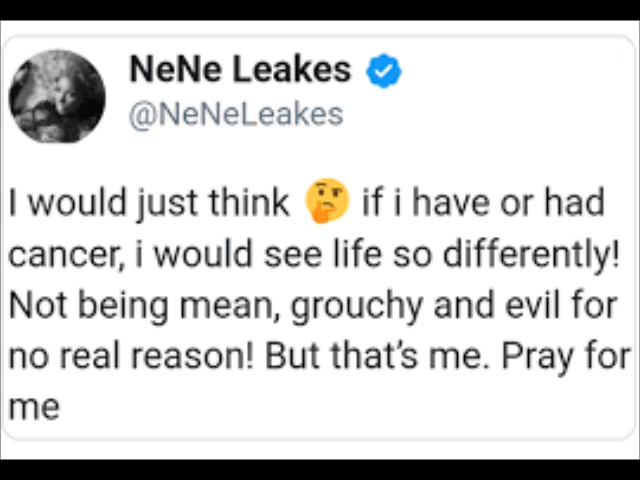 NeNe Leakes
@NeNeLeakes
I would just think 🤔 if i have or had
cancer, i would see life so differently!
Not being mean, grouchy and evil for
no real reason! But that's me. Pray for
me